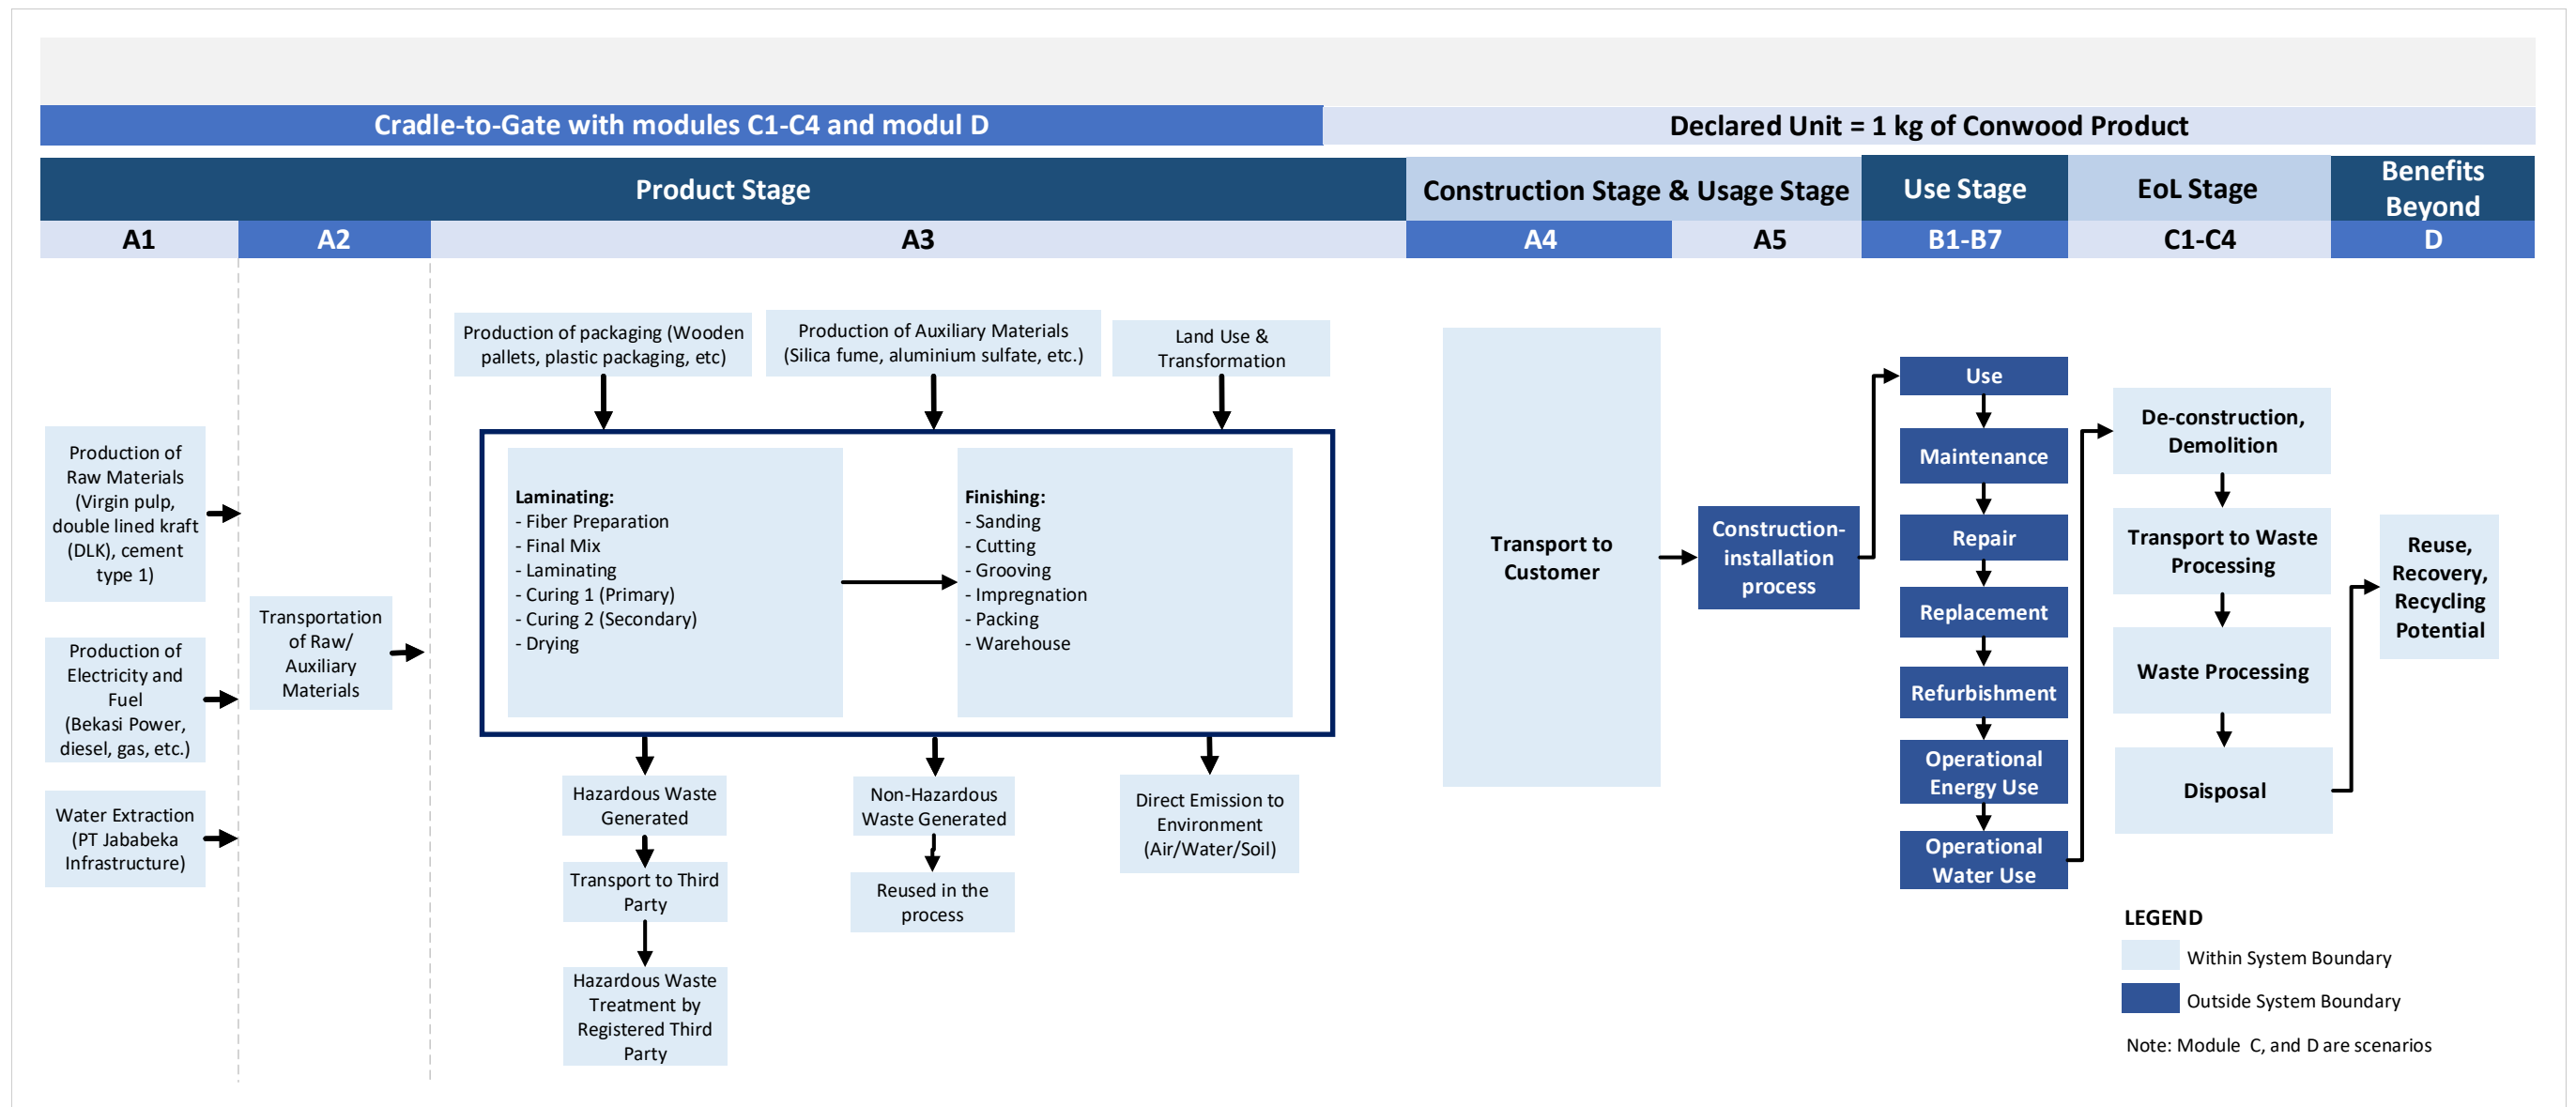 Cradle-to-Gate with modules C1-C4 and modul D
Declared Unit = 1 kg of Conwood Product
Product Stage
Construction Stage & Usage Stage
Use Stage
EoL Stage
Benefits
Beyond
A1
A2
A3
A4
A5
B1-B7
C1-C4
D
Production of
Raw Materials
(Virgin pulp,
double lined kraft
(DLK), cement
type 1)
Production of
Electricity and
Fuel
(Bekasi Power,
diesel, gas, etc.)
Water Extraction
(PT Jababeka
Infrastructure)
Transportation
of Raw/
Auxiliary
Materials
Production of packaging (Wooden
pallets, plastic packaging, etc)
Production of Auxiliary Materials
(Silica fume, aluminium sulfate, etc.)
Land Use &
Transformation
Laminating:
- Fiber Preparation
- Final Mix
- Laminating
- Curing 1 (Primary)
- Curing 2 (Secondary)
- Drying
Finishing:
- Sanding
- Cutting
- Grooving
- Impregnation
- Packing
- Warehouse
Hazardous Waste
Generated
Transport to Third
Party
Hazardous Waste
Treatment by
Registered Third
Party
Non-Hazardous
Waste Generated
Reused in the
process
Direct Emission to
Environment
(Air/Water/Soil)
Transport to
Customer
Construction-
installation
process
Use
Maintenance
Repair
Replacement
Refurbishment
Operational
Energy Use
Operational
Water Use
De-construction,
Demolition
Transport to Waste
Processing
Waste Processing
Disposal
Reuse,
Recovery,
Recycling
Potential
LEGEND
Within System Boundary
Outside System Boundary
Note: Module  C, and D are scenarios